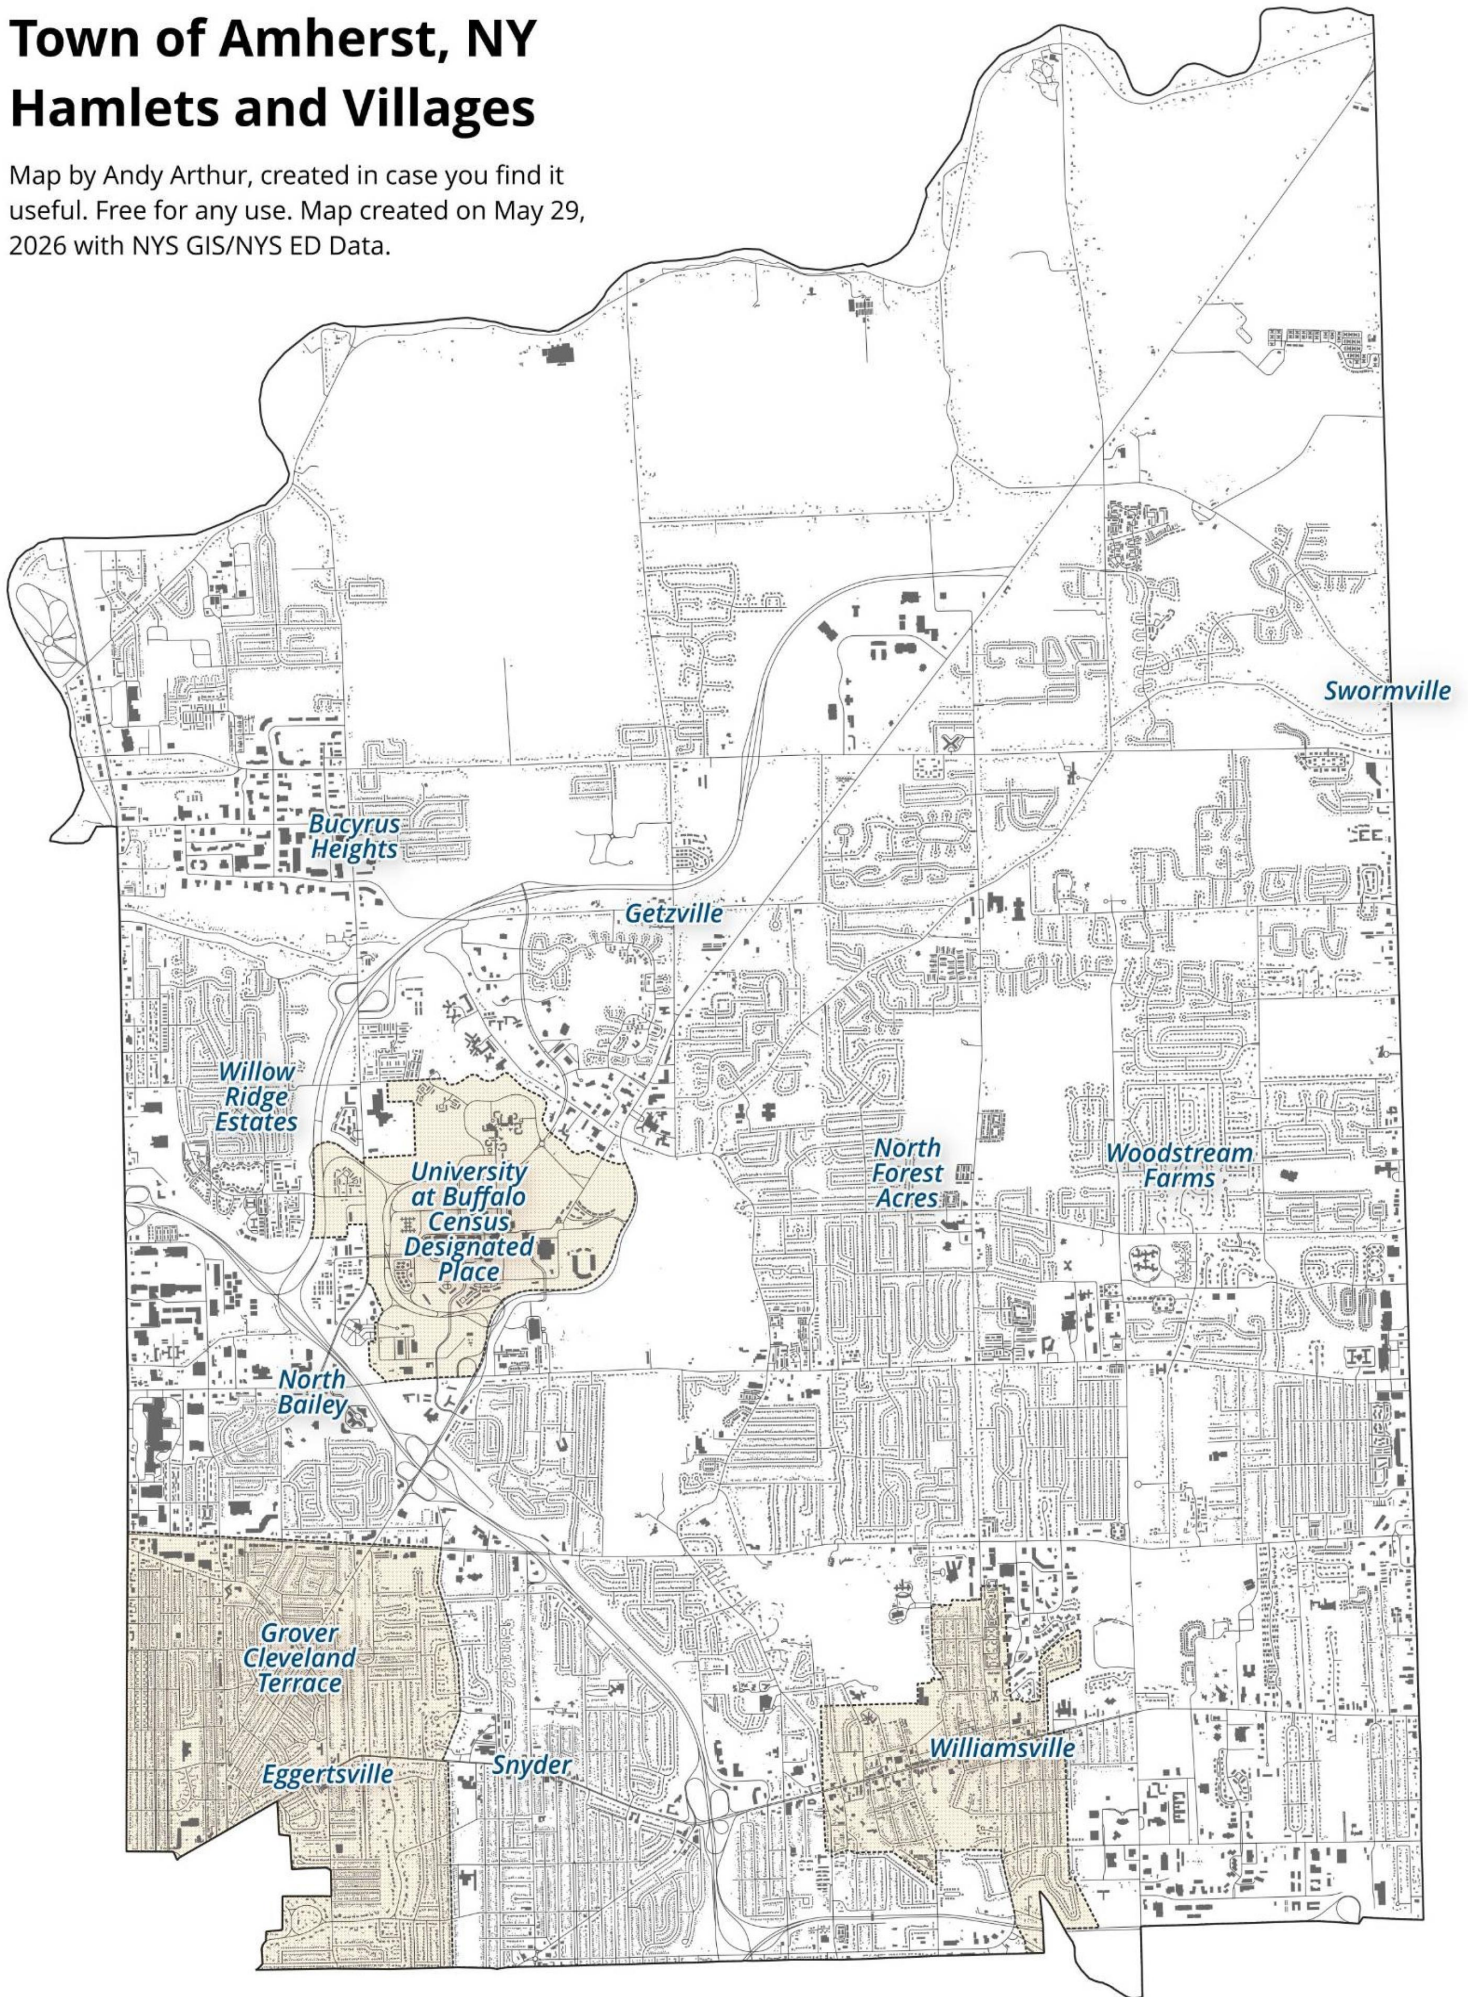 Town of Amherst, NY
Hamlets and Villages
Map by Andy Arthur, created in case you find it
useful. Free for any use. Map created on May 29,
2026 with NYS GIS/NYS ED Data.
Swormville
Bucyrus
Heights
Getzville
Willow
Ridge
Estates
University
at Buffalo
Census
Designated
Place
North
Forest
Acres
Woodstream
Farms
North
Bailey
Grover
Cleveland
Terrace
Eggertsville
Snyder
Williamsville